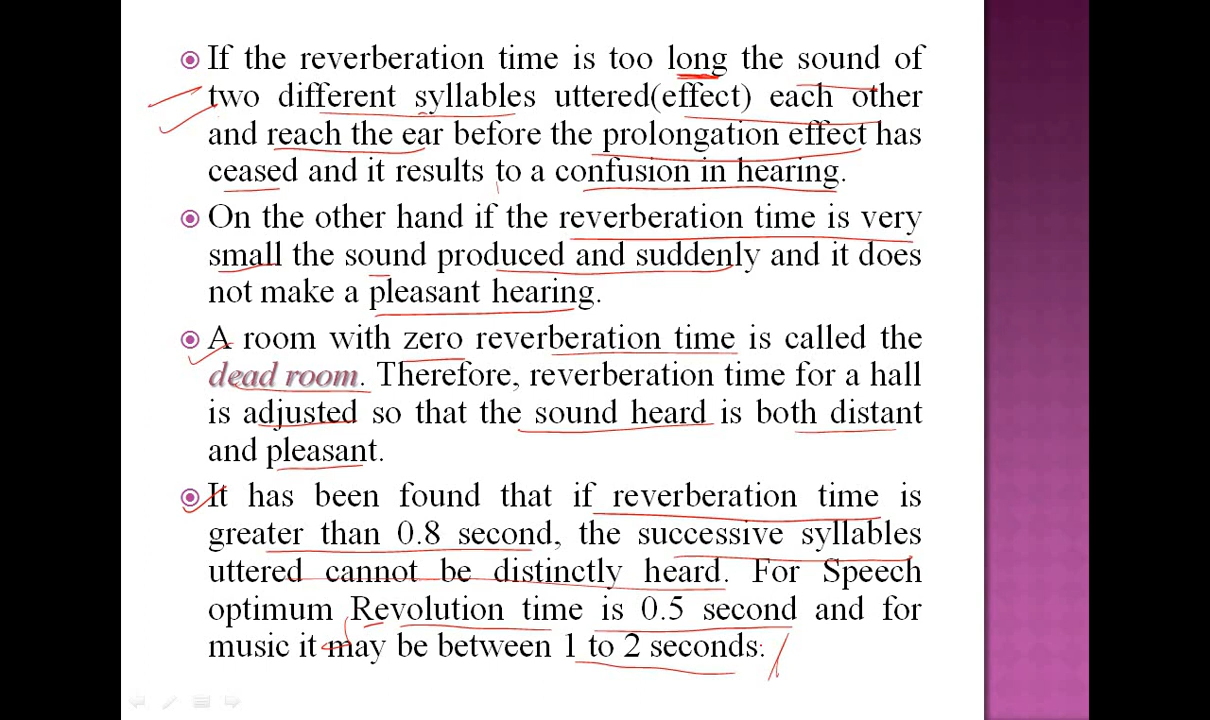 If the reverberation time is too long the sound of
two different syllables uttered(effect) each other
and reach the ear before the prolongation effect has
ceased and it results to a confusion in hearing.
On the other hand if the reverberation time is very
small the sound produced and suddenly and it does
not make a pleasant hearing.
A room with zero reverberation time is called the
dead room. Therefore, reverberation time for a hall
is adjusted so that the sound heard is both distant
and pleasant.
It has been found that if reverberation time is
greater than 0.8 second, the successive syllables
uttered cannot be distinctly heard. For Speech
optimum Revolution time is 0.5 second and for
music it may be between 1 to 2 seconds.